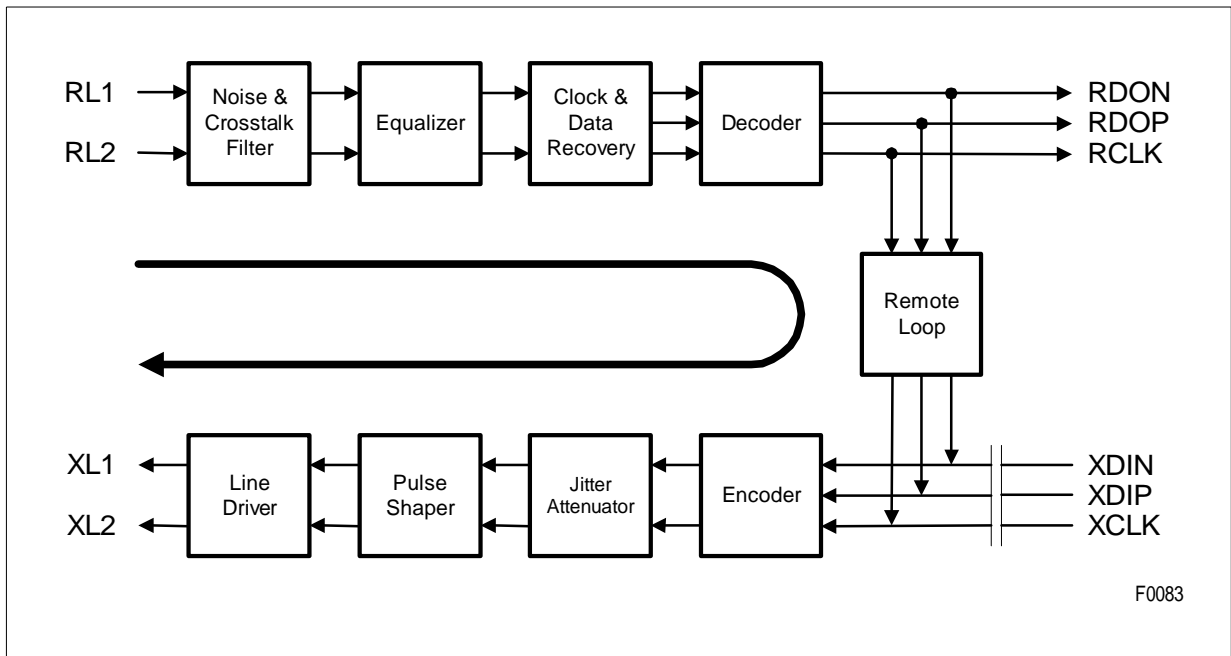 RL1
RL2
Noise &
Crosstalk
Filter
Equalizer
Clock &
Data
Recovery
Decoder
RDON
RDOP
RCLK
Remote
Loop
XL1
XL2
Line
Driver
Pulse
Shaper
Jitter
Attenuator
Encoder
XDIN
XDIP
XCLK
F0083